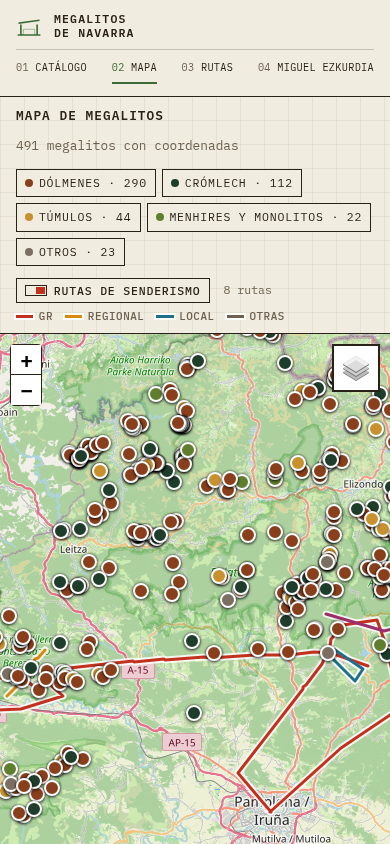 MEGALITOS
DE NAVARRA
01 CATÁLOGO 02 MAPA 03 RUTAS 04 MIGUEL EZKURDIA
MAPA DE MEGALITOS
491 megalitos con coordenadas
DÓLMENES · 290 CRÓMLECH · 112
TÚMULOS · 44 MENHIRES Y MONOLITOS · 22
OTROS · 23
RUTAS DE SENDERISMO 8 rutas
GR REGIONAL LOCAL OTRAS
+
−
Aiako Harriko
Parke Naturala
Elizondo
Leitza
A-15
AP-15
Iruña
Mutilva / Mutiloa